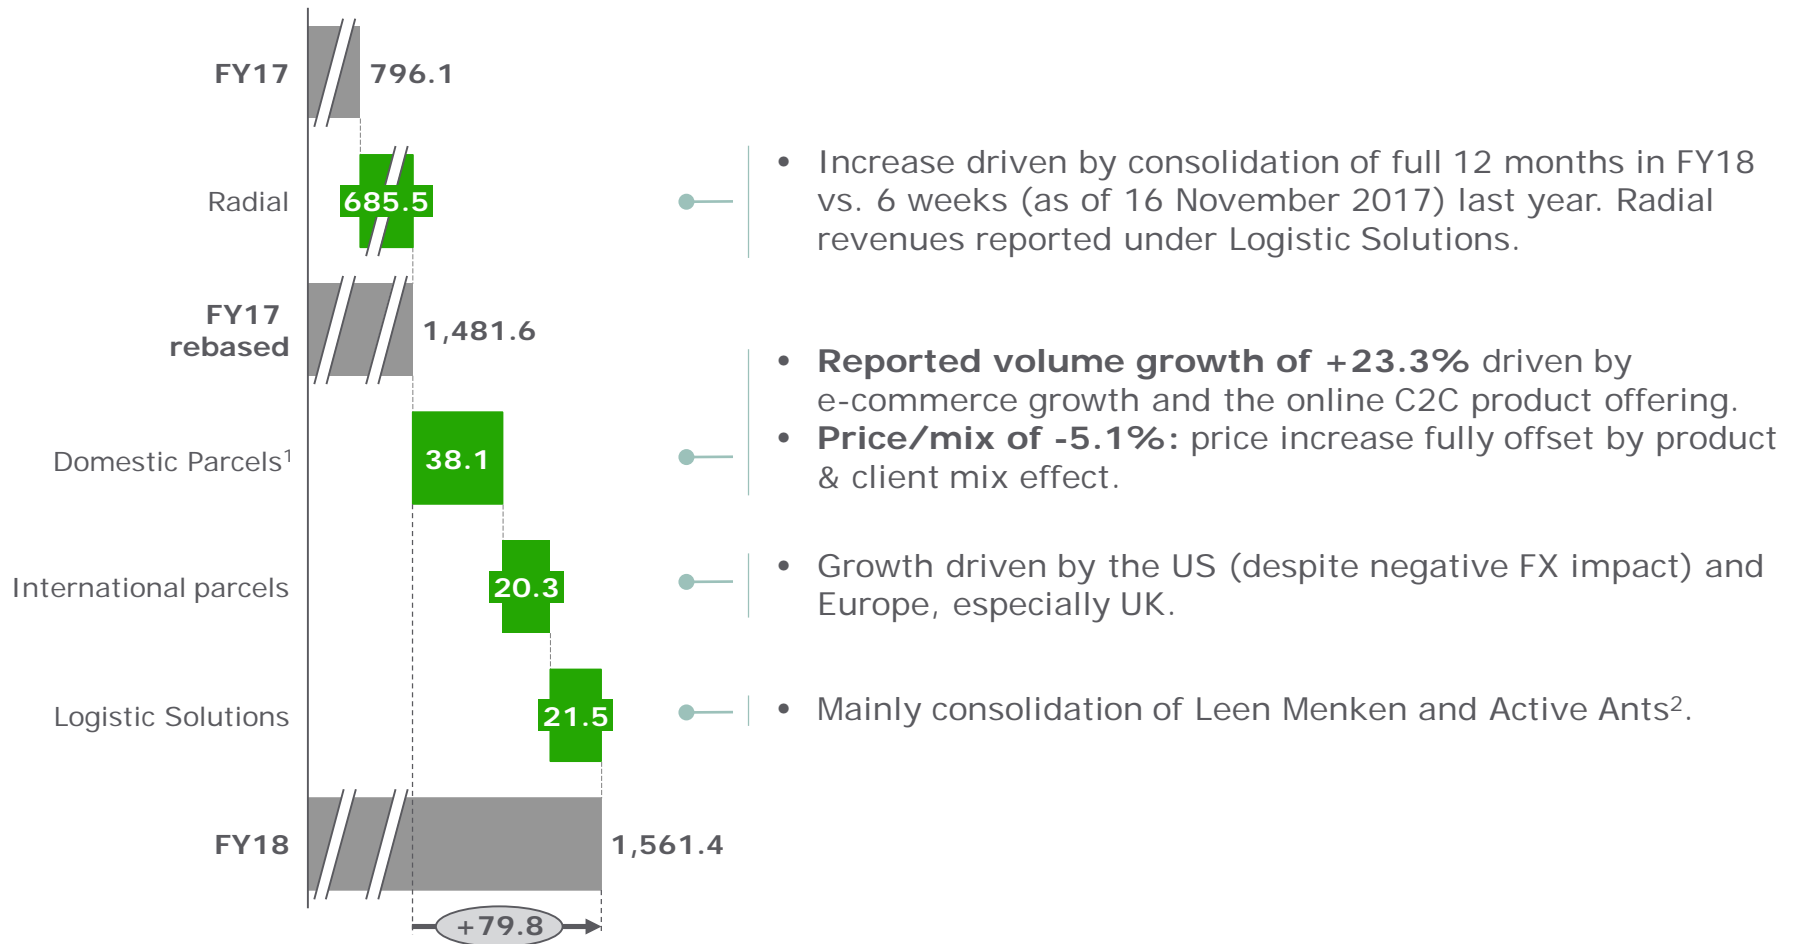 FY17
796.1
Radial
685.5
• Increase driven by consolidation of full 12 months in FY18
vs. 6 weeks (as of 16 November 2017) last year. Radial
revenues reported under Logistic Solutions.
FY17
rebased
1,481.6
Domestic Parcels¹
38.1
• Reported volume growth of +23.3% driven by
e-commerce growth and the online C2C product offering.
• Price/mix of -5.1%: price increase fully offset by product
& client mix effect.
International parcels
20.3
• Growth driven by the US (despite negative FX impact) and
Europe, especially UK.
Logistic Solutions
21.5
• Mainly consolidation of Leen Menken and Active Ants².
FY18
1,561.4
+79.8